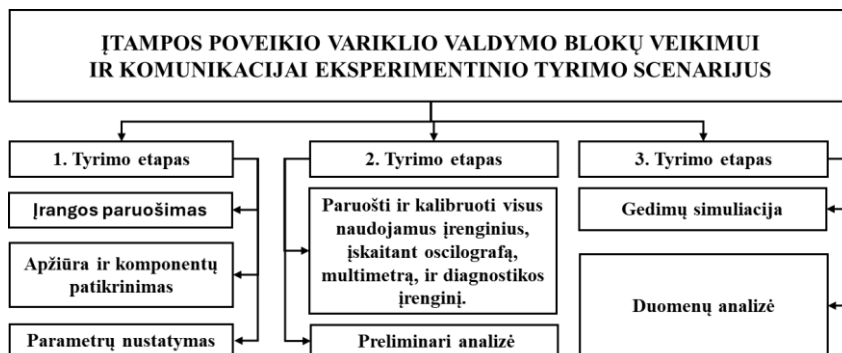 ĮTAMPOS POVEIKIO VARIKLIO VALDYMO BLOKŲ VEIKIMUI
IR KOMUNIKACIJAI EKSPERIMENTINIO TYRIMO SCENARIJUS
1. Tyrimo etapas
Įrangos paruošimas
Apžiūra ir komponentų
patikrinimas
Parametrų nustatymas
2. Tyrimo etapas
Paruošti ir kalibruoti visus
naudojamus įrenginius,
įskaitant oscilografą,
multimetrą, ir diagnostikos
įrenginį.
Preliminari analizė
3. Tyrimo etapas
Gedimų simuliacija
Duomenų analizė